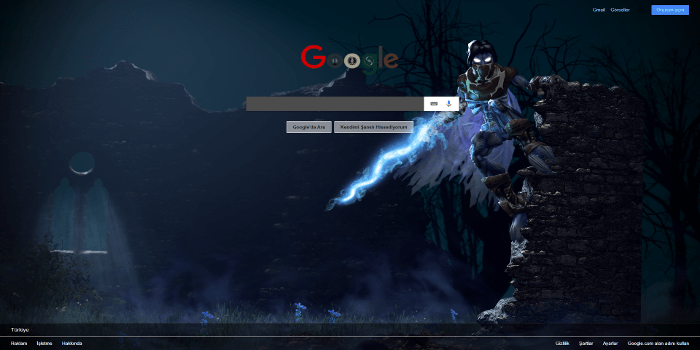 Gmail Görseller Oturum açın
Google
Google'da Ara Kendimi Şanslı Hissediyorum
Türkiye
Reklam İşletme Hakkında Gizlilik Şartlar Ayarlar Google.com alan adını kullan